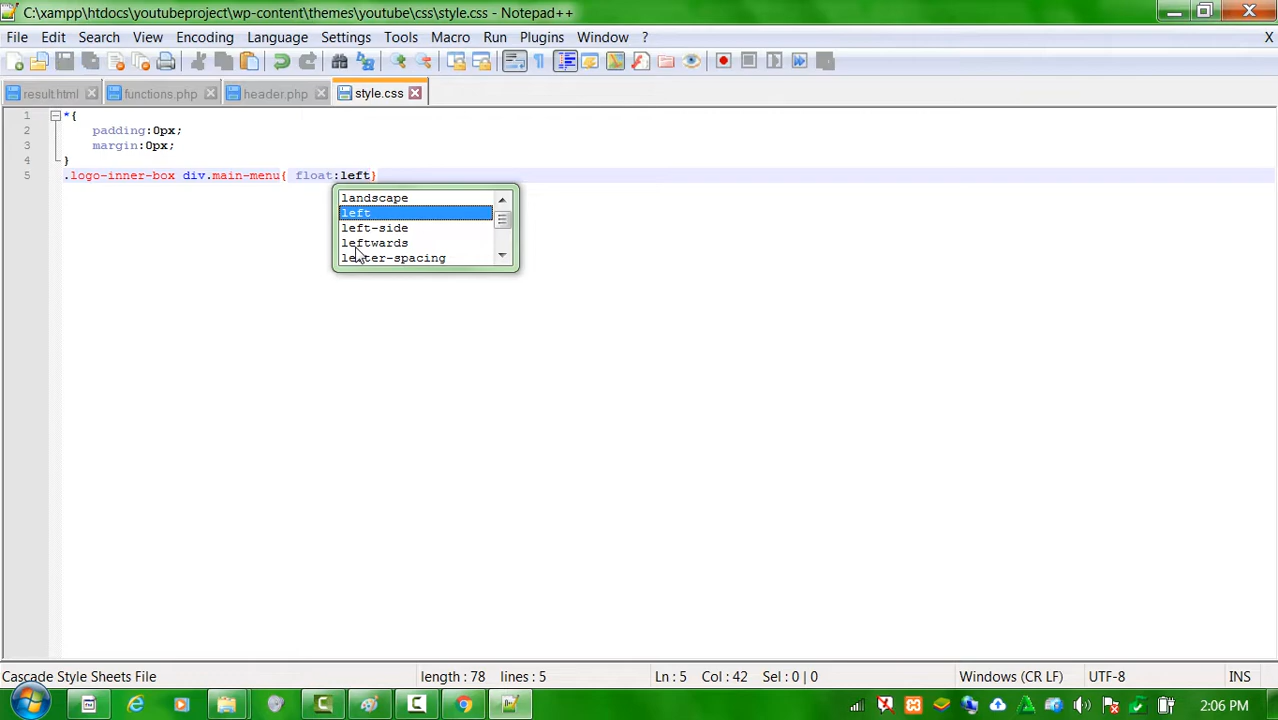 C:\xampp\htdocs\youtubeproject\wp-content\themes\youtube\css\style.css - Notepad++
File Edit Search View Encoding Language Settings Tools Macro Run Plugins Window ? X
result.html functions.php header.php style.css
1 *{
2 padding:0px;
3 margin:0px;
4 }
5 .logo-inner-box div.main-menu{ float:left}
landscape
left
left-side
leftwards
letter-spacing
Cascade Style Sheets File length : 78 lines : 5 Ln : 5 Col : 42 Sel : 0 | 0 Windows (CR LF) UTF-8 INS
2:06 PM